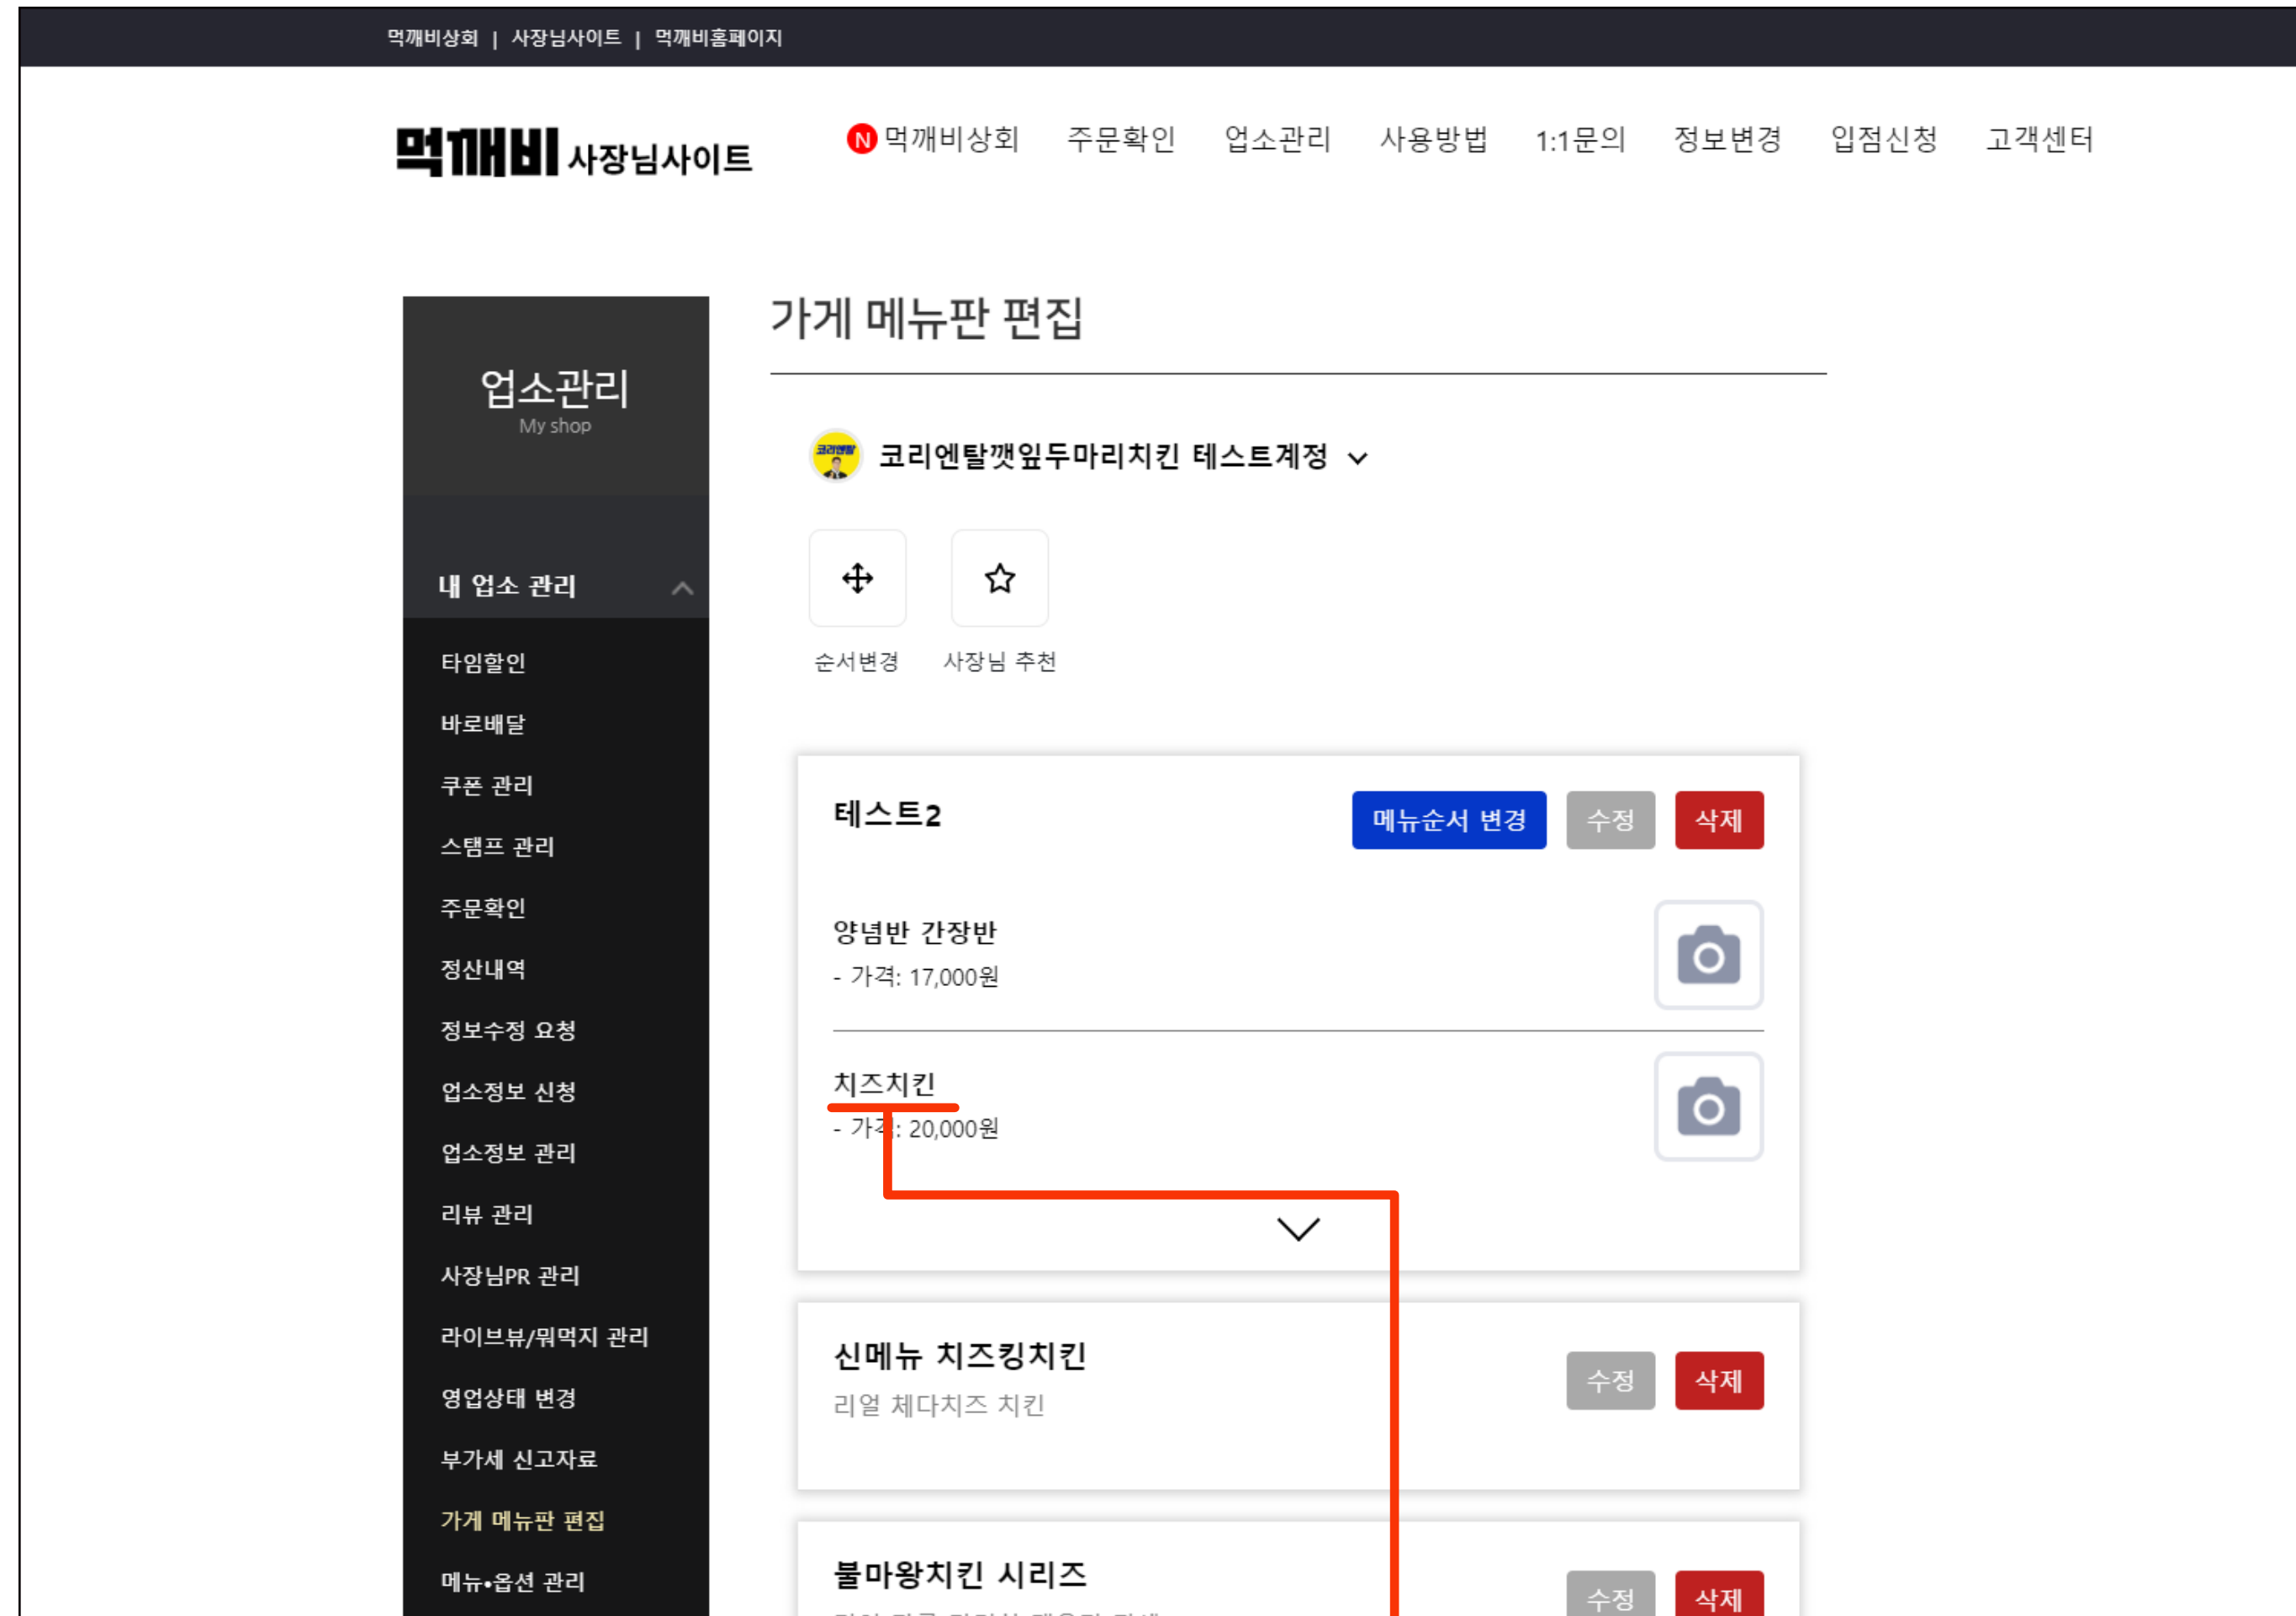 먹깨비상회 | 사장님사이트 | 먹깨비홈페이지
먹깨비 사장님사이트
N 먹깨비상회 주문확인 업소관리 사용방법 1:1문의 정보변경 입점신청 고객센터
업소관리
My shop
내 업소 관리
타임할인
바로배달
쿠폰 관리
스탬프 관리
주문확인
정산내역
정보수정 요청
업소정보 신청
업소정보 관리
리뷰 관리
사장님PR 관리
라이브뷰/뭐먹지 관리
영업상태 변경
부가세 신고자료
가게 메뉴판 편집
메뉴•옵션 관리
가게 메뉴판 편집
코리엔탈
코리엔탈깻잎두마리치킨 테스트계정
순서변경 사장님 추천
테스트2 메뉴순서 변경 수정 삭제
양념반 간장반
- 가격: 17,000원
치즈치킨
- 가격: 20,000원
신메뉴 치즈킹치킨 수정 삭제
리얼 체다치즈 치킨
불마왕치킨 시리즈 수정 삭제